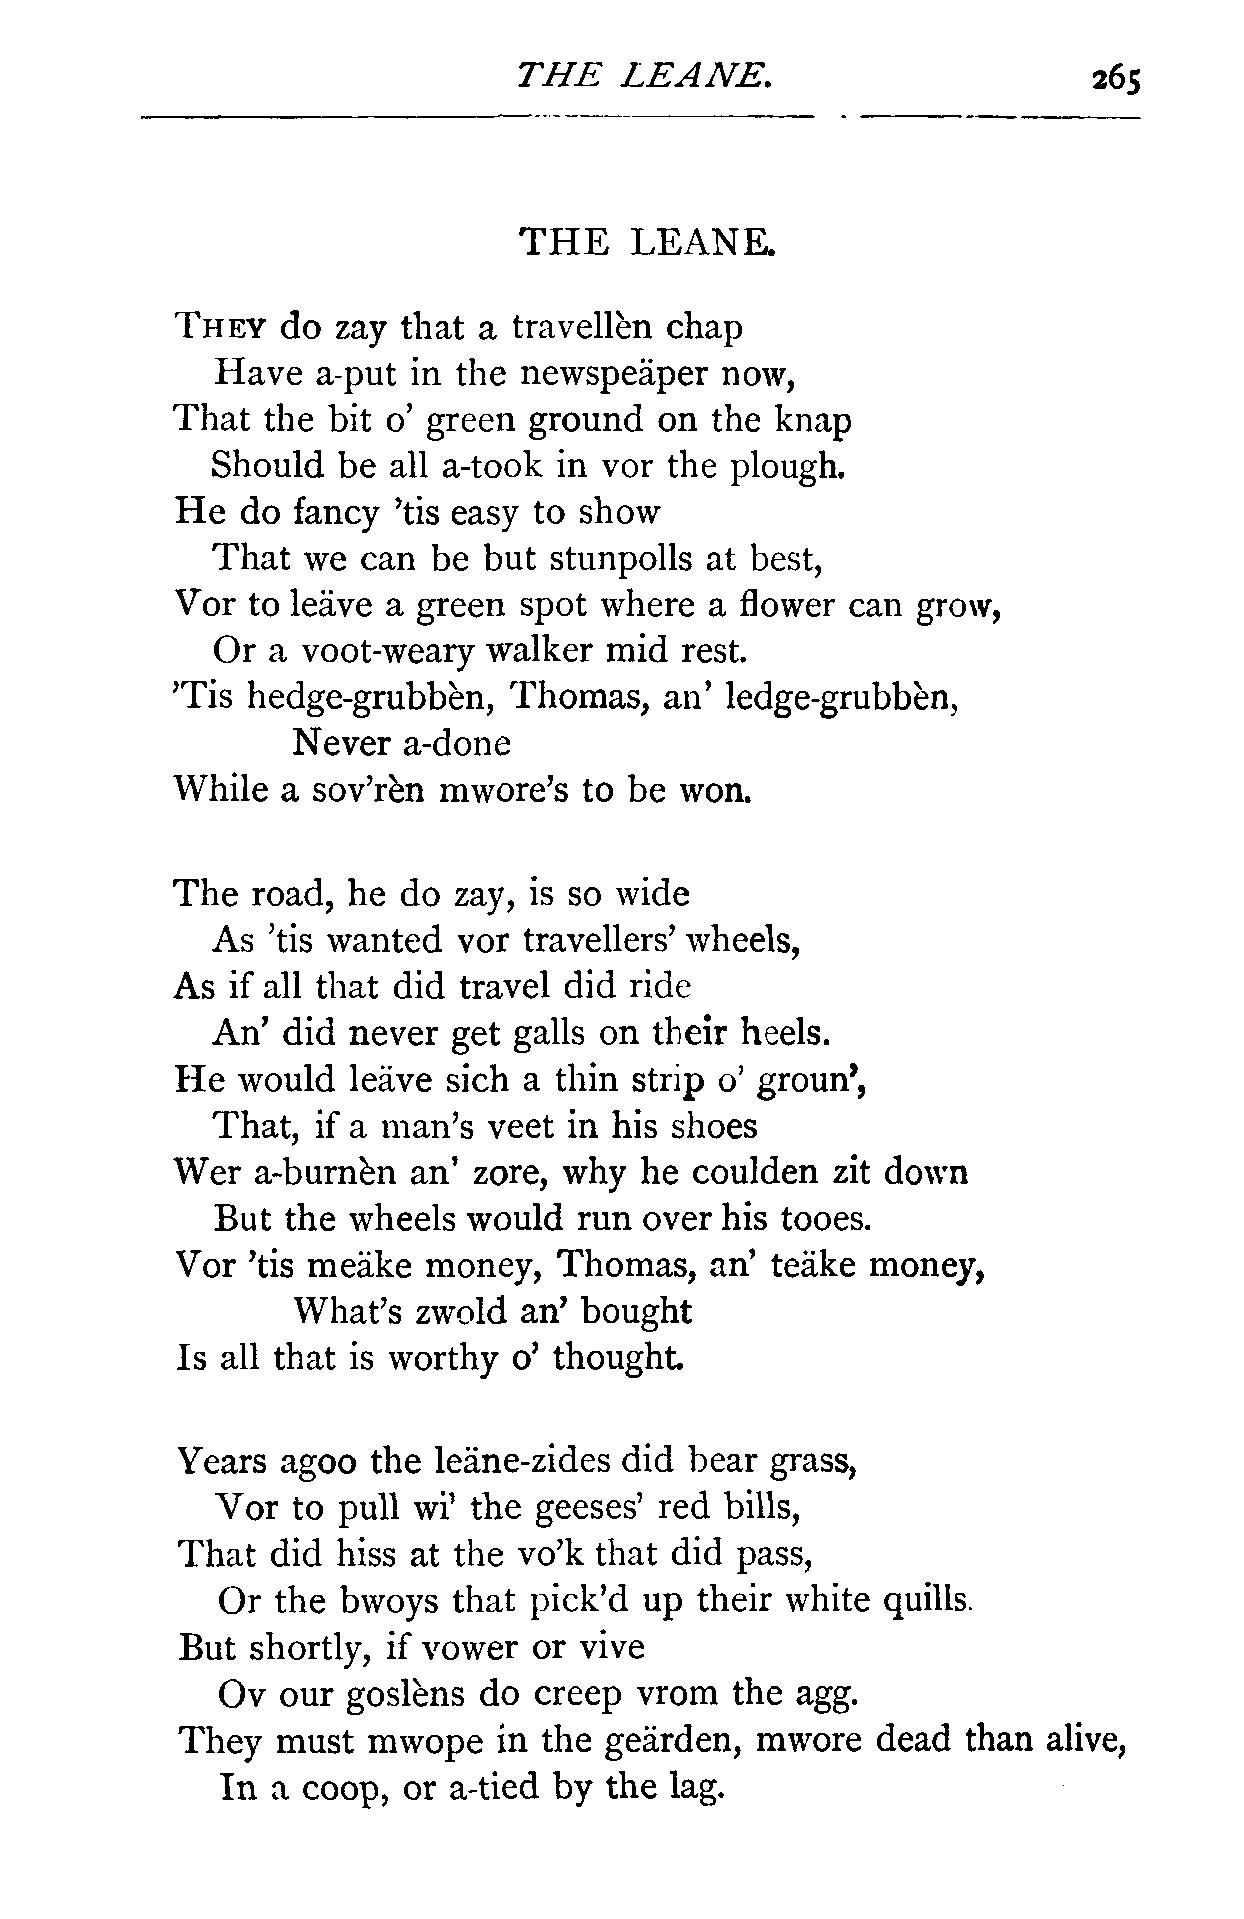 THE LEANE. 265
THE LEANE.
THEY do zay that a travellèn chap
Have a-put in the newspeäper now,
That the bit o' green ground on the knap
Should be all a-took in vor the plough.
He do fancy 'tis easy to show
That we can be but stunpolls at best,
Vor to leäve a green spot where a flower can grow,
Or a voot-weary walker mid rest.
'Tis hedge-grubbèn, Thomas, an' ledge-grubbèn,
Never a-done
While a sov'rèn mwore's to be won.
The road, he do zay, is so wide
As 'tis wanted vor travellers' wheels,
As if all that did travel did ride
An' did never get galls on their heels.
He would leäve sich a thin strip o' groun',
That, if a man's veet in his shoes
Wer a-burnèn an' zore, why he coulden zit down
But the wheels would run over his tooes.
Vor 'tis meäke money, Thomas, an' teäke money,
What's zwold an' bought
Is all that is worthy o' thought.
Years agoo the leäne-zides did bear grass,
Vor to pull wi' the geeses' red bills,
That did hiss at the vo'k that did pass,
Or the bwoys that pick'd up their white quills.
But shortly, if vower or vive
Ov our goslèns do creep vrom the agg.
They must mwope in the geärden, mwore dead than alive,
In a coop, or a-tied by the lag.